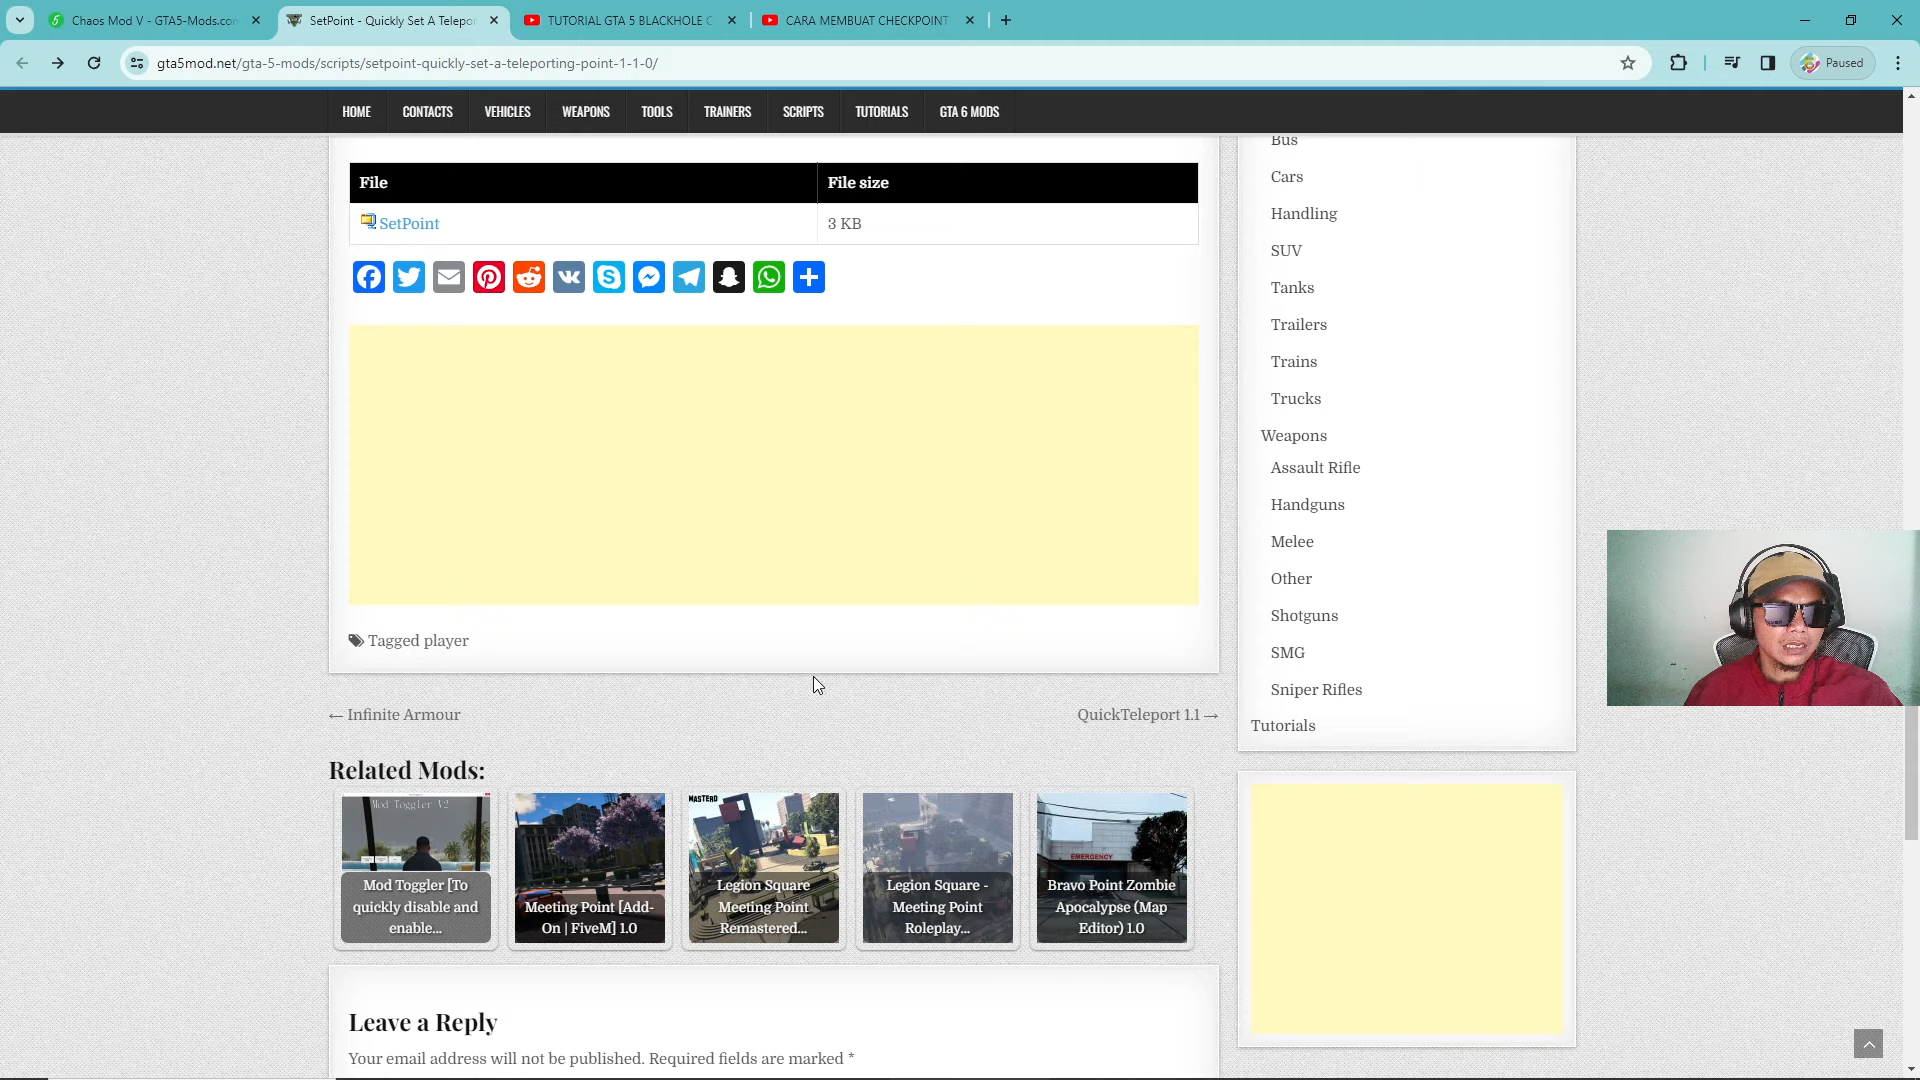 Chaos Mod V - GTA5-Mods.com
SetPoint - Quickly Set A Telepor
TUTORIAL GTA 5 BLACKHOLE C
CARA MEMBUAT CHECKPOINT
gta5mod.net/gta-5-mods/scripts/setpoint-quickly-set-a-teleporting-point-1-1-0/
Paused
HOME CONTACTS VEHICLES WEAPONS TOOLS TRAINERS SCRIPTS TUTORIALS GTA 6 MODS
File File size
SetPoint 3 KB
Tagged player
← Infinite Armour QuickTeleport 1.1 →
Related Mods:
Mod Toggler V2
Mod Toggler [To
quickly disable and
enable...
Meeting Point [Add-
On | FiveM] 1.0
MASTERD
Legion Square
Meeting Point
Remastered...
Legion Square -
Meeting Point
Roleplay...
EMERGENCY
Bravo Point Zombie
Apocalypse (Map
Editor) 1.0
Leave a Reply
Your email address will not be published. Required fields are marked *
Bus
Cars
Handling
SUV
Tanks
Trailers
Trains
Trucks
Weapons
Assault Rifle
Handguns
Melee
Other
Shotguns
SMG
Sniper Rifles
Tutorials